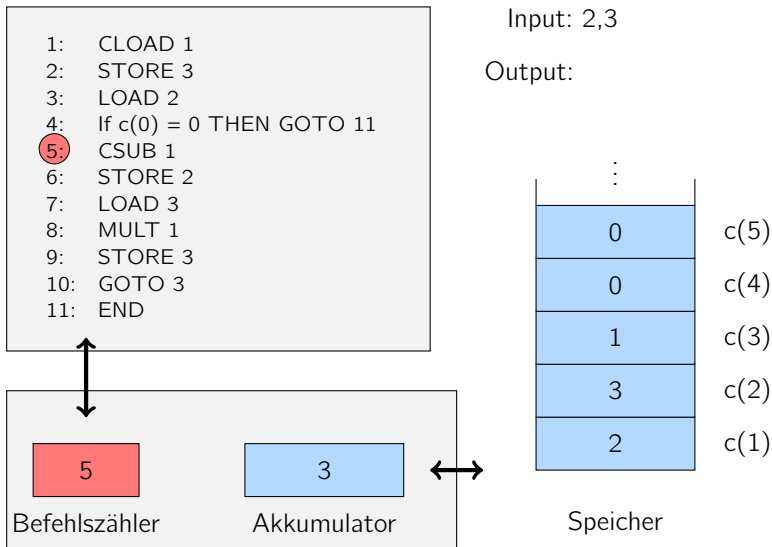 1: CLOAD 1
2: STORE 3
3: LOAD 2
4: If c(0) = 0 THEN GOTO 11
5: CSUB 1
6: STORE 2
7: LOAD 3
8: MULT 1
9: STORE 3
10: GOTO 3
11: END
Input: 2,3
Output:
⋮
0 c(5)
0 c(4)
1 c(3)
3 c(2)
2 c(1)
Speicher
5
Befehlszähler
3
Akkumulator